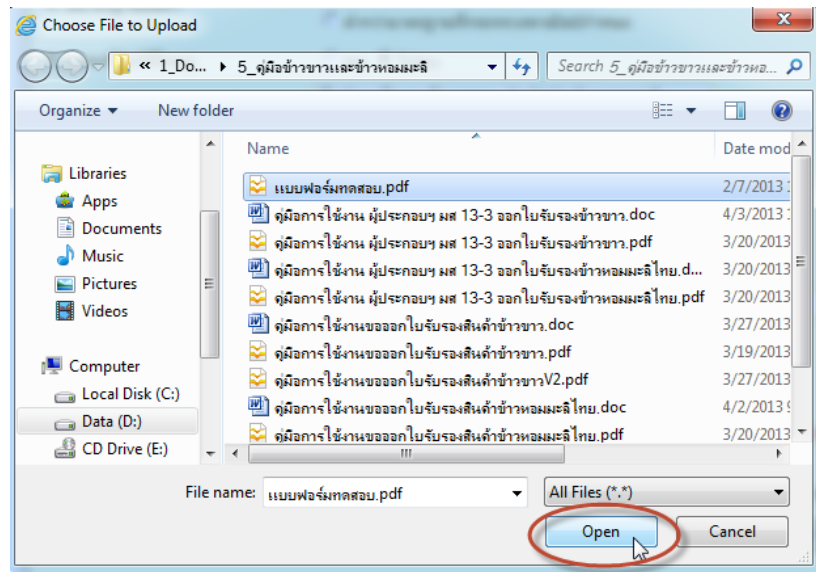 Choose File to Upload
« 1_Do... ▸ 5_คู่มือข้าวขาวและข้าวหอมมะลิ
Search 5_คู่มือข้าวขาวและข้าวหอ...
Organize New folder
Name Date mod
Libraries
Apps
Documents
Music
Pictures
Videos
Computer
Local Disk (C:)
Data (D:)
CD Drive (E:)
แบบฟอร์มทดสอบ.pdf 2/7/2013 1
คู่มือการใช้งาน ผู้ประกอบฯ มส 13-3 ออกใบรับรองข้าวขาว.doc 4/3/2013 1
คู่มือการใช้งาน ผู้ประกอบฯ มส 13-3 ออกใบรับรองข้าวขาว.pdf 3/20/2013
คู่มือการใช้งาน ผู้ประกอบฯ มส 13-3 ออกใบรับรองข้าวหอมมะลิไทย.d... 3/20/2013
คู่มือการใช้งาน ผู้ประกอบฯ มส 13-3 ออกใบรับรองข้าวหอมมะลิไทย.pdf 3/20/2013
คู่มือการใช้งานขอออกใบรับรองสินค้าข้าวขาว.doc 3/27/2013
คู่มือการใช้งานขอออกใบรับรองสินค้าข้าวขาว.pdf 3/19/2013
คู่มือการใช้งานขอออกใบรับรองสินค้าข้าวขาวV2.pdf 3/27/2013
คู่มือการใช้งานขอออกใบรับรองสินค้าข้าวหอมมะลิไทย.doc 4/2/2013 9
คู่มือการใช้งานขอออกใบรับรองสินค้าข้าวหอมมะลิไทย.pdf 3/20/2013
File name: แบบฟอร์มทดสอบ.pdf All Files (*.*)
Open Cancel